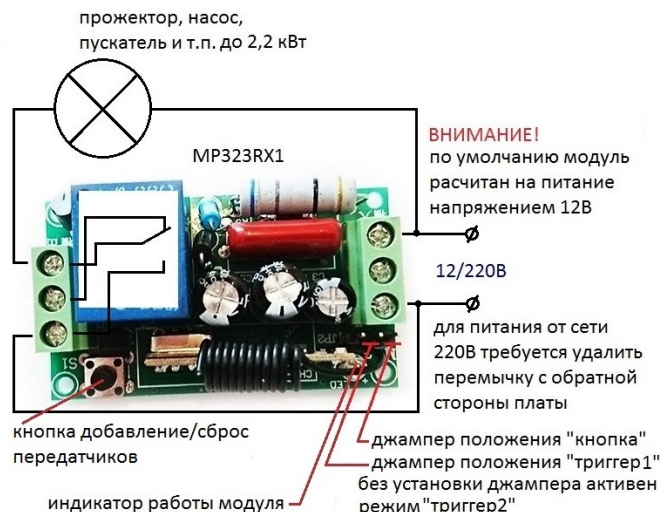 прожектор, насос,
пускатель и т.п. до 2,2 кВт
ВНИМАНИЕ!
MP323RX1
по умолчанию модуль
расчитан на питание
напряжением 12В
12/220В
для питания от сети
220В требуется удалить
перемычку с обратной
стороны платы
S1
JP2
кнопка добавление/сброс
передатчиков
джампер положения "кнопка"
джампер положения "триггер1"
без установки джампера активен
режим "триггер2"
индикатор работы модуля